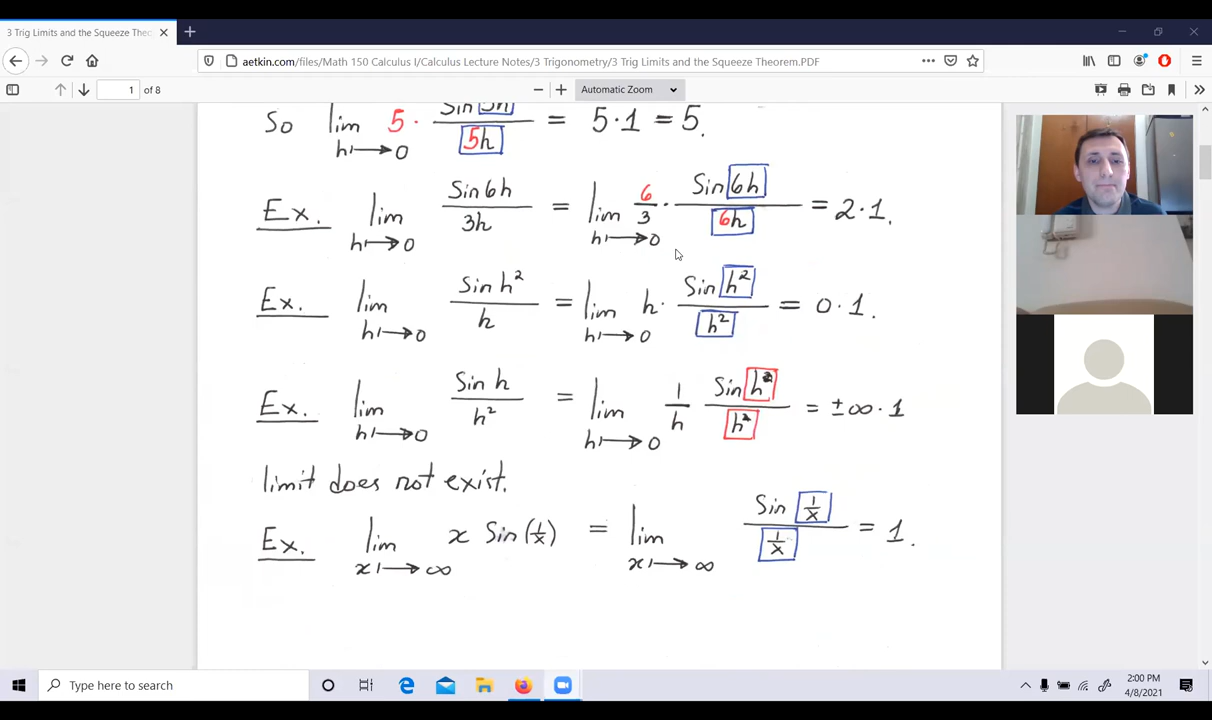 3 Trig Limits and the Squeeze Theo
aetkin.com/files/Math 150 Calculus I/Calculus Lecture Notes/3 Trigonometry/3 Trig Limits and the Squeeze Theorem.PDF
1 of 8
Automatic Zoom
So lim h↦0 5 · Sin 5h / 5h = 5·1 = 5.
Ex. lim h↦0 Sin 6h / 3h = lim h↦0 6/3 · Sin 6h / 6h = 2·1.
Ex. lim h↦0 Sin h² / h = lim h↦0 h · Sin h² / h² = 0·1.
Ex. lim h↦0 Sin h / h² = lim h↦0 1/h Sin h / h = ±∞·1
limit does not exist.
Ex. lim x↦∞ x Sin(1/x) = lim x↦∞ Sin 1/x / 1/x = 1.
Type here to search
2:00 PM
4/8/2021